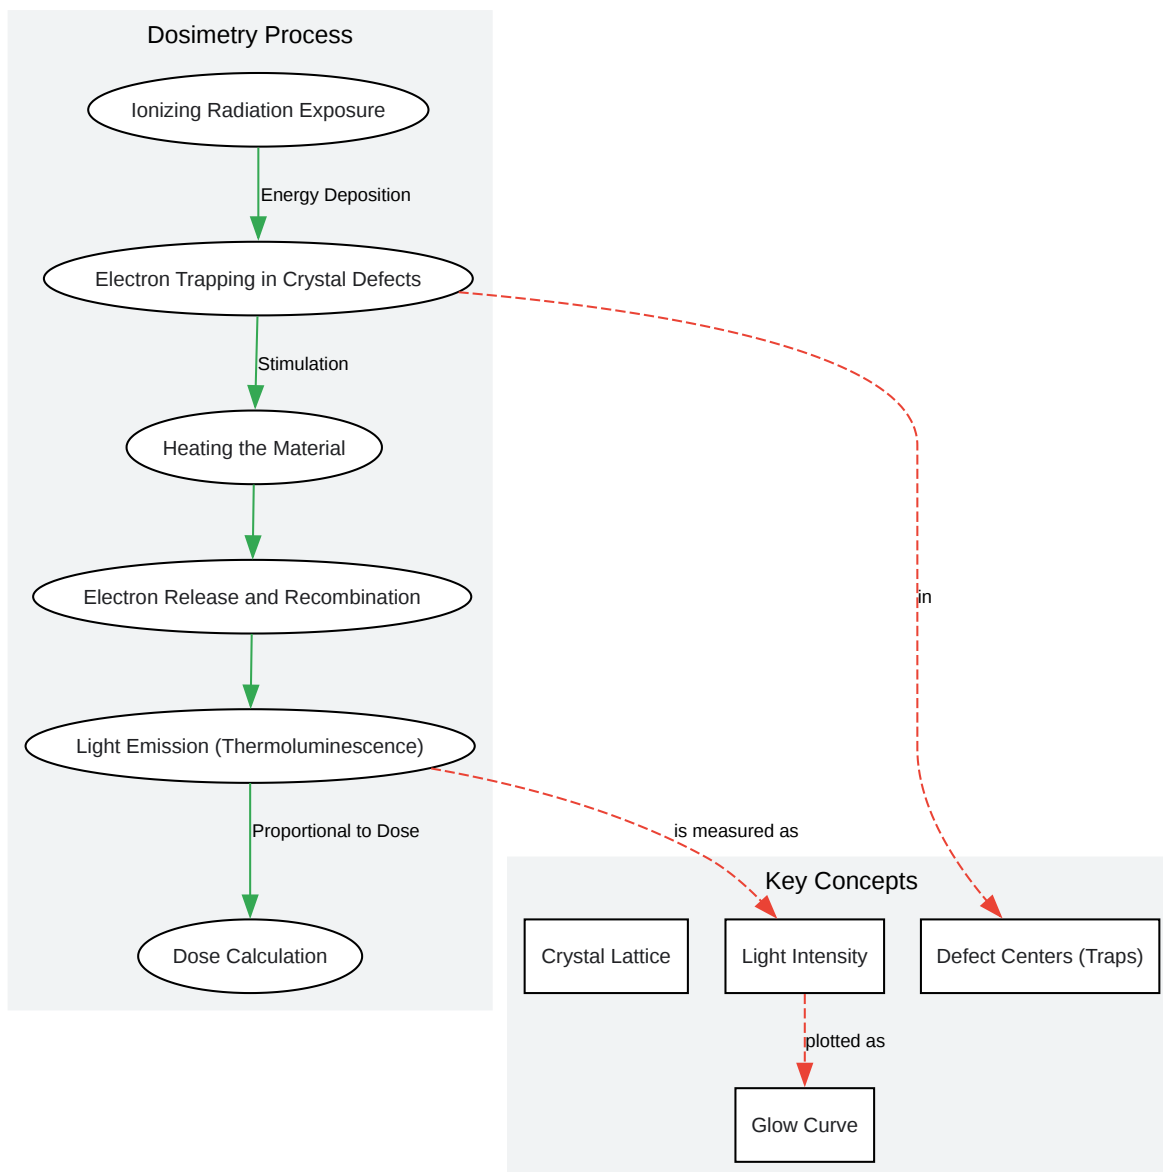 Dosimetry Process
Ionizing Radiation Exposure
Energy Deposition
Electron Trapping in Crystal Defects
Stimulation
Heating the Material
Electron Release and Recombination
in
Light Emission (Thermoluminescence)
Proportional to Dose
is measured as
Key Concepts
Dose Calculation
Crystal Lattice
Light Intensity
Defect Centers (Traps)
plotted as
Glow Curve